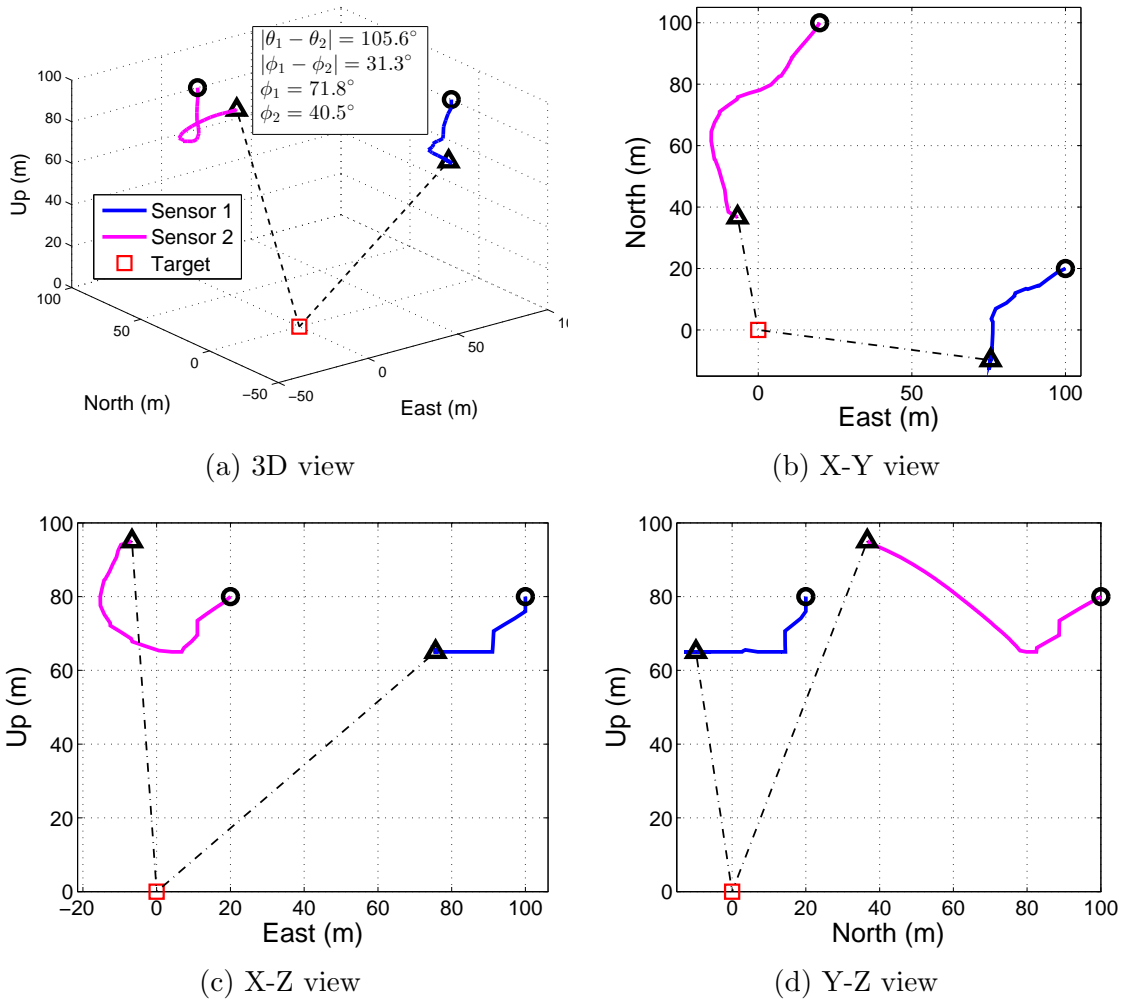 |θ₁ − θ₂| = 105.6°
|ϕ₁ − ϕ₂| = 31.3°
ϕ₁ = 71.8°
ϕ₂ = 40.5°
100
80
60
40
20
0
Up (m)
Sensor 1
Sensor 2
Target
100
50
0
−50
North (m)
−50
0
50
10
East (m)
(a) 3D view
100
80
60
40
20
0
North (m)
0
50
100
East (m)
(b) X-Y view
100
80
60
40
20
0
Up (m)
−20
0
20
40
60
80
100
East (m)
(c) X-Z view
100
80
60
40
20
0
Up (m)
0
20
40
60
80
100
North (m)
(d) Y-Z view